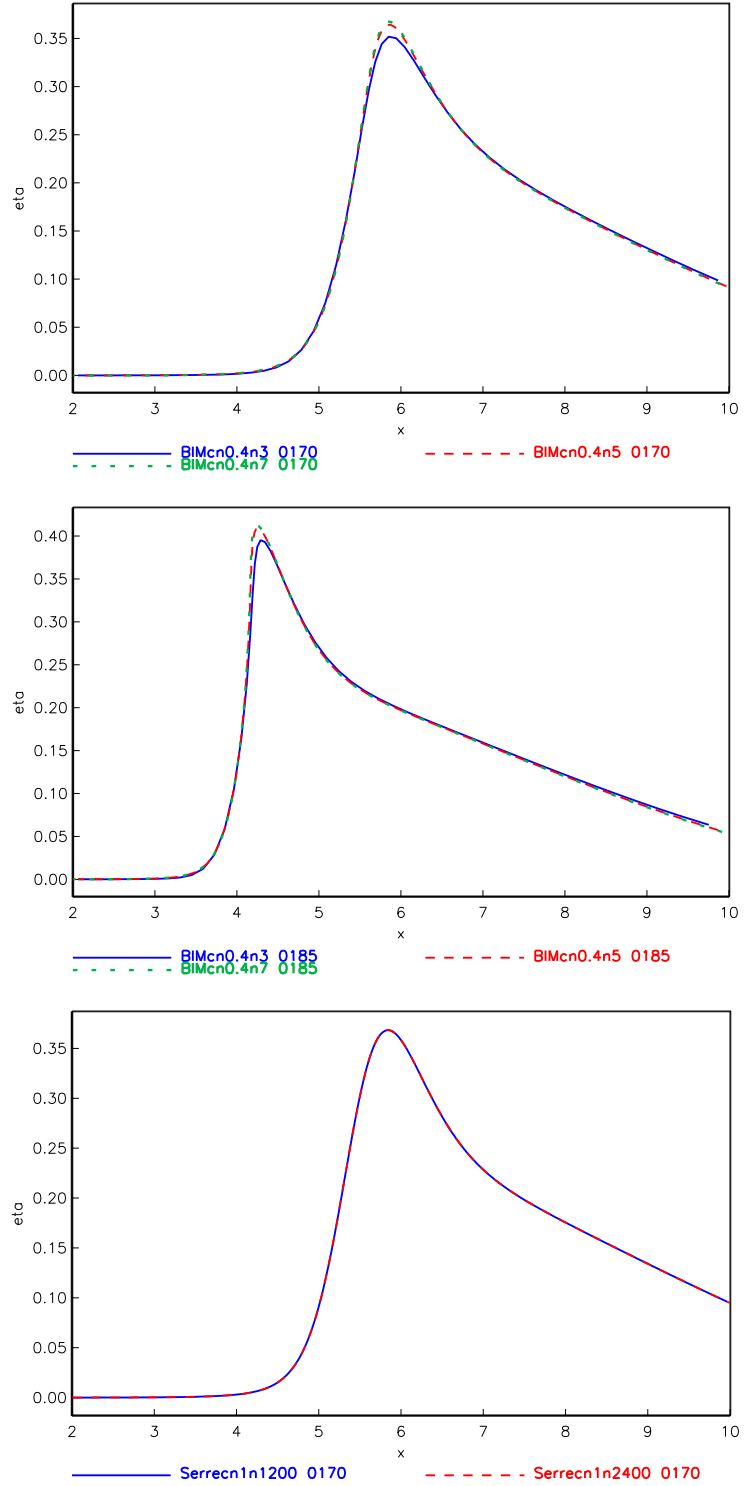 0.35
0.30
0.25
0.20
0.15
0.10
0.05
0.00
eta
2 3 4 5 6 7 8 9 10
x
BIMcn0.4n3 0170 BIMcn0.4n5 0170
BIMcn0.4n7 0170
0.40
0.35
0.30
0.25
0.20
0.15
0.10
0.05
0.00
eta
2 3 4 5 6 7 8 9 10
x
BIMcn0.4n3 0185 BIMcn0.4n5 0185
BIMcn0.4n7 0185
0.35
0.30
0.25
0.20
0.15
0.10
0.05
0.00
eta
2 3 4 5 6 7 8 9 10
x
Serrecn1n1200 0170 Serrecn1n2400 0170